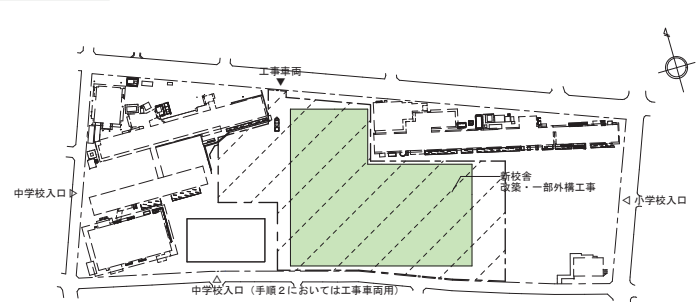 工事車両
中学校入口
新校舎
改築・一部外構工事
小学校入口
中学校入口（手順２においては工事車両用）